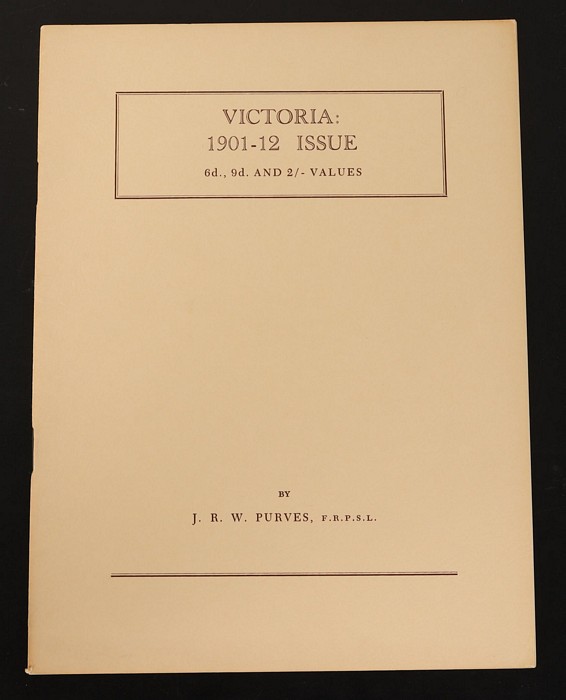 VICTORIA:
1901-12 ISSUE
6d., 9d. AND 2/- VALUES
BY
J. R. W. PURVES, F.R.P.S.L.